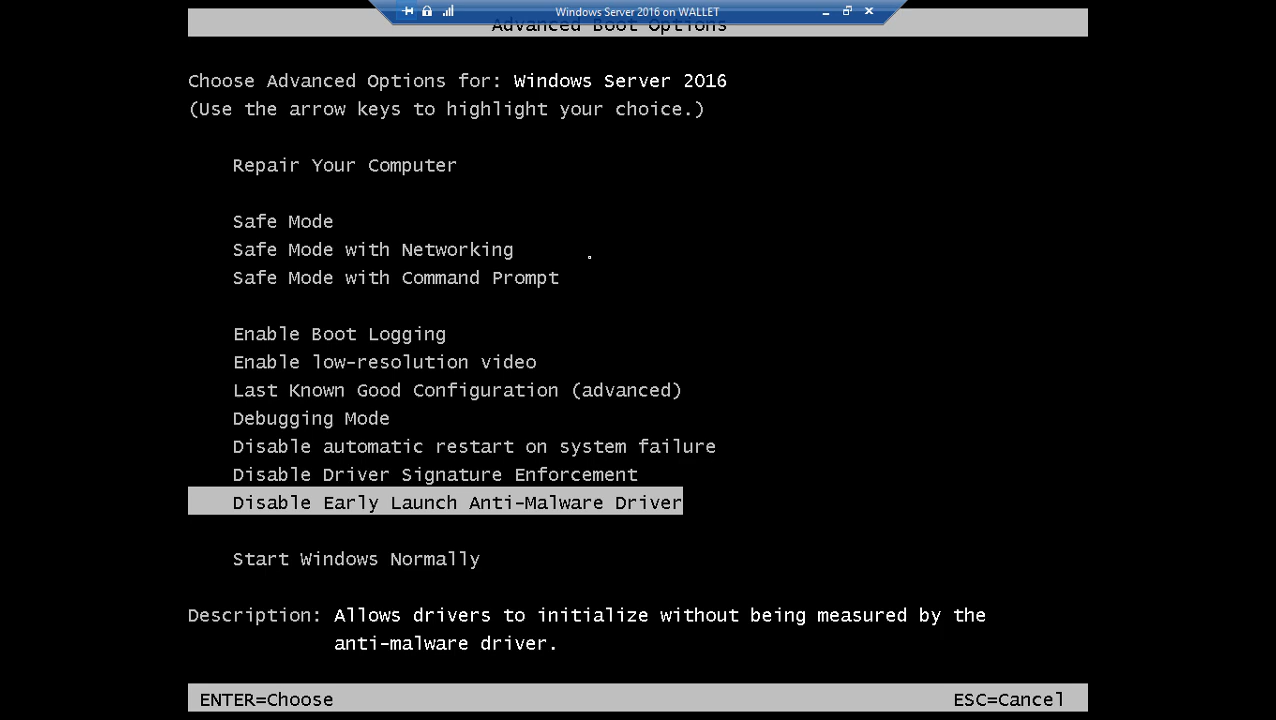 Windows Server 2016 on WALLET
Advanced Boot Options
Choose Advanced Options for: Windows Server 2016
(Use the arrow keys to highlight your choice.)
Repair Your Computer
Safe Mode
Safe Mode with Networking
Safe Mode with Command Prompt
Enable Boot Logging
Enable low-resolution video
Last Known Good Configuration (advanced)
Debugging Mode
Disable automatic restart on system failure
Disable Driver Signature Enforcement
Disable Early Launch Anti-Malware Driver
Start Windows Normally
Description: Allows drivers to initialize without being measured by the
anti-malware driver.
ENTER=Choose ESC=Cancel